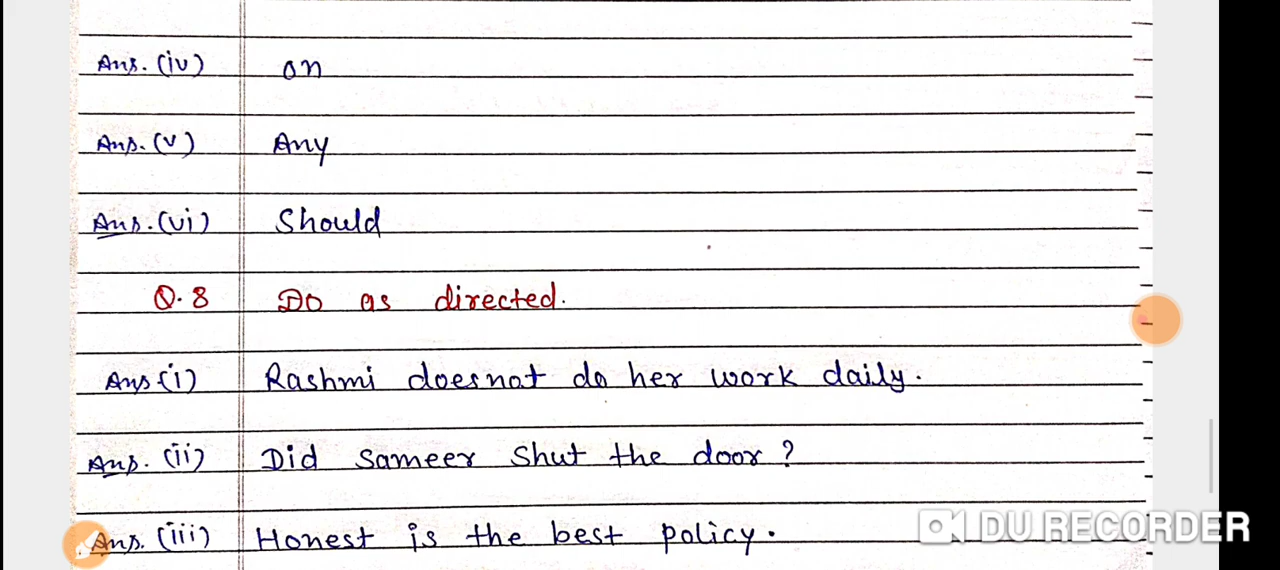 Ans. (iv) on
Ans. (v) Any
Ans. (vi) Should
Q.8 Do as directed.
Ans (i) Rashmi doesnot do her work daily.
Ans. (ii) Did Sameer Shut the door?
Ans. (iii) Honest is the best policy.
DU RECORDER